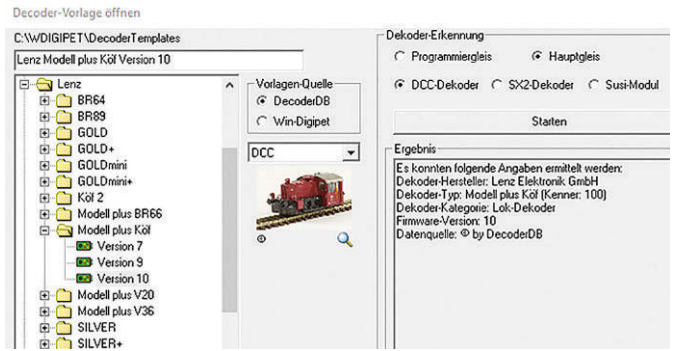 Decoder-Vorlage öffnen
C:\WDIGIPET\DecoderTemplates
Lenz Modell plus Köf Version 10
Lenz
BR64
BR89
GOLD
GOLD+
GOLDmini
GOLDmini+
Köf 2
Modell plus BR66
Modell plus Köf
Version 7
Version 9
Version 10
Modell plus V20
Modell plus V36
SILVER
SILVER+
Vorlagen-Quelle
DecoderDB
Win-Digipet
DCC
©
Dekoder-Erkennung
Programmiergleis
Hauptgleis
DCC-Dekoder
SX2-Dekoder
Susi-Modul
Starten
Ergebnis
Es konnten folgende Angaben ermittelt werden:
Dekoder-Hersteller: Lenz Elektronik GmbH
Dekoder-Typ: Modell plus Köf (Kenner: 100)
Dekoder-Kategorie: Lok-Dekoder
Firmware-Version: 10
Datenquelle: © by DecoderDB